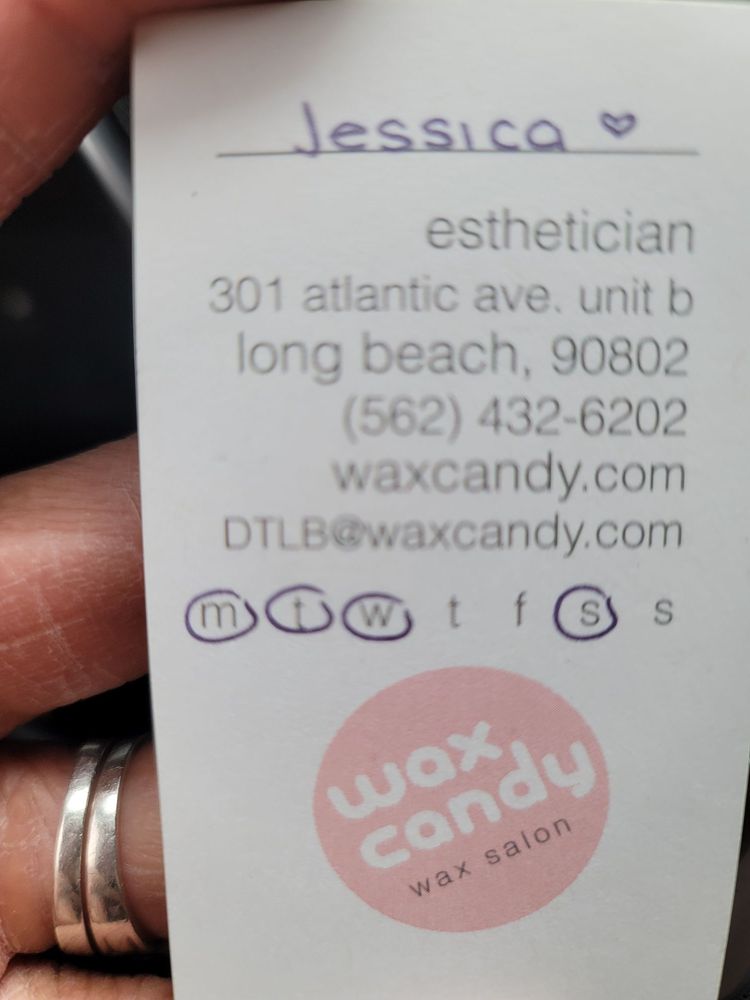 Jessica ♡
esthetician
301 atlantic ave. unit b
long beach, 90802
(562) 432-6202
waxcandy.com
DTLB@waxcandy.com
m t w t f s s
wax
candy
wax salon